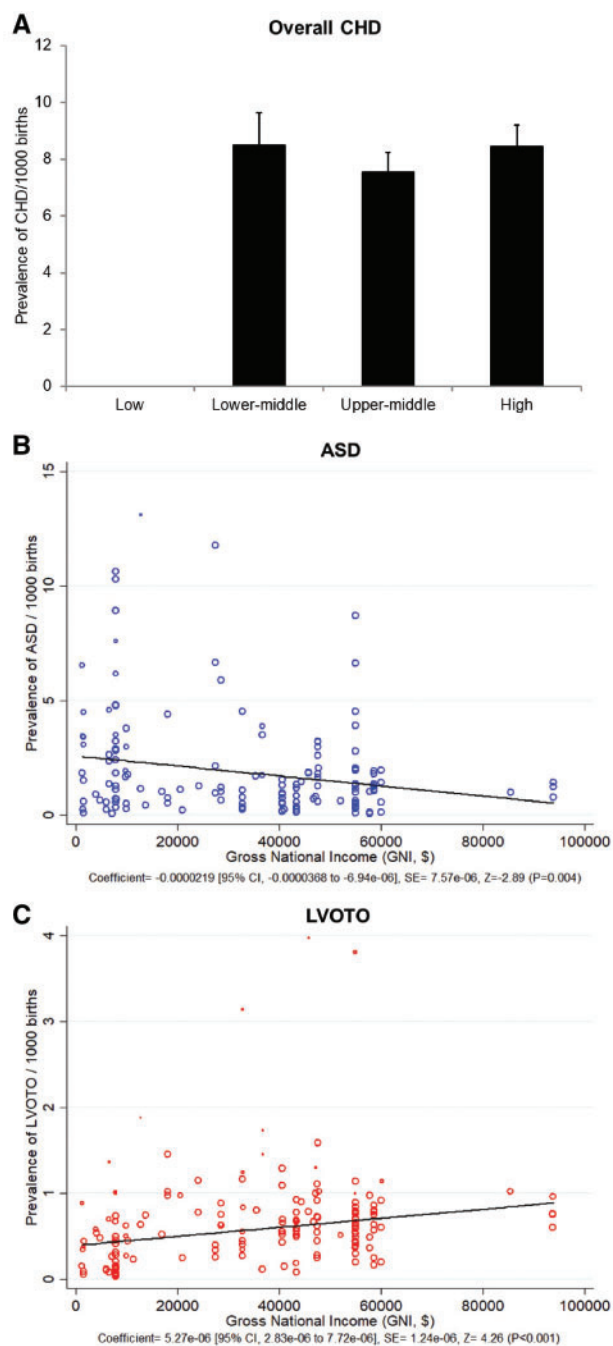 A
Overall CHD
Prevalence of CHD/1000 births
12
10
8
6
4
2
0
Low Lower-middle Upper-middle High
B
ASD
Prevalence of ASD / 1000 births
15
10
5
0
0 20000 40000 60000 80000 100000
Gross National Income (GNI, $)
Coefficient= -0.0000219 [95% CI, -0.0000368 to -6.94e-06], SE= 7.57e-06, Z=-2.89 (P=0.004)
C
LVOTO
Prevalence of LVOTO / 1000 births
4
3
2
1
0
0 20000 40000 60000 80000 100000
Gross National Income (GNI, $)
Coefficient= 5.27e-06 [95% CI, 2.83e-06 to 7.72e-06], SE= 1.24e-06, Z= 4.26 (P<0.001)